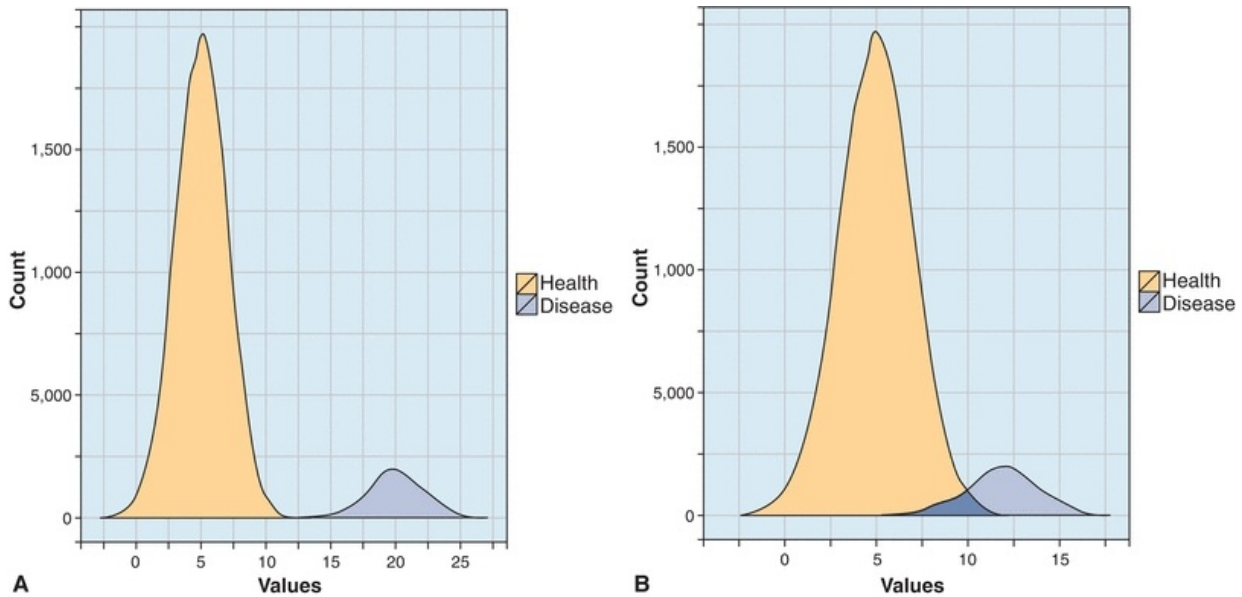 1,500
1,000
5,000
0
Count
0 5 10 15 20 25
Values
Health
Disease
A
1,500
1,000
5,000
0
Count
0 5 10 15
Values
Health
Disease
B